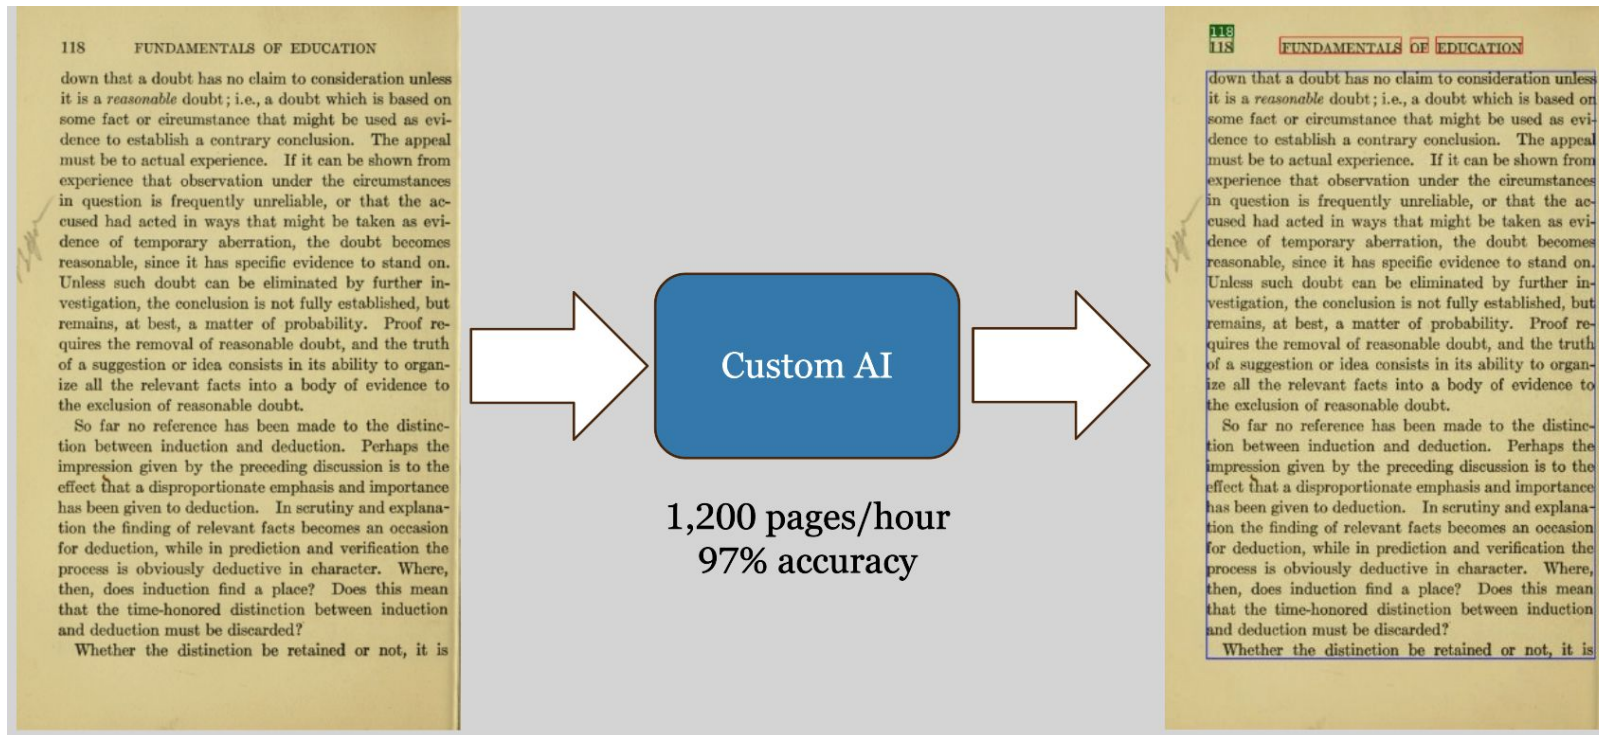 118 FUNDAMENTALS OF EDUCATION
down that a doubt has no claim to consideration unless
it is a reasonable doubt; i.e., a doubt which is based on
some fact or circumstance that might be used as evi-
dence to establish a contrary conclusion. The appeal
must be to actual experience. If it can be shown from
experience that observation under the circumstances
in question is frequently unreliable, or that the ac-
cused had acted in ways that might be taken as evi-
dence of temporary aberration, the doubt becomes
reasonable, since it has specific evidence to stand on.
Unless such doubt can be eliminated by further in-
vestigation, the conclusion is not fully established, but
remains, at best, a matter of probability. Proof re-
quires the removal of reasonable doubt, and the truth
of a suggestion or idea consists in its ability to organ-
ize all the relevant facts into a body of evidence to
the exclusion of reasonable doubt.
So far no reference has been made to the distinc-
tion between induction and deduction. Perhaps the
impression given by the preceding discussion is to the
effect that a disproportionate emphasis and importance
has been given to deduction. In scrutiny and explana-
tion the finding of relevant facts becomes an occasion
for deduction, while in prediction and verification the
process is obviously deductive in character. Where,
then, does induction find a place? Does this mean
that the time-honored distinction between induction
and deduction must be discarded?
Whether the distinction be retained or not, it is
Custom AI
1,200 pages/hour
97% accuracy
118
118 FUNDAMENTALS OF EDUCATION
down that a doubt has no claim to consideration unless
it is a reasonable doubt; i.e., a doubt which is based on
some fact or circumstance that might be used as evi-
dence to establish a contrary conclusion. The appeal
must be to actual experience. If it can be shown from
experience that observation under the circumstances
in question is frequently unreliable, or that the ac-
cused had acted in ways that might be taken as evi-
dence of temporary aberration, the doubt becomes
reasonable, since it has specific evidence to stand on.
Unless such doubt can be eliminated by further in-
vestigation, the conclusion is not fully established, but
remains, at best, a matter of probability. Proof re-
quires the removal of reasonable doubt, and the truth
of a suggestion or idea consists in its ability to organ-
ize all the relevant facts into a body of evidence to
the exclusion of reasonable doubt.
So far no reference has been made to the distinc-
tion between induction and deduction. Perhaps the
impression given by the preceding discussion is to the
effect that a disproportionate emphasis and importance
has been given to deduction. In scrutiny and explana-
tion the finding of relevant facts becomes an occasion
for deduction, while in prediction and verification the
process is obviously deductive in character. Where,
then, does induction find a place? Does this mean
that the time-honored distinction between induction
and deduction must be discarded?
Whether the distinction be retained or not, it is